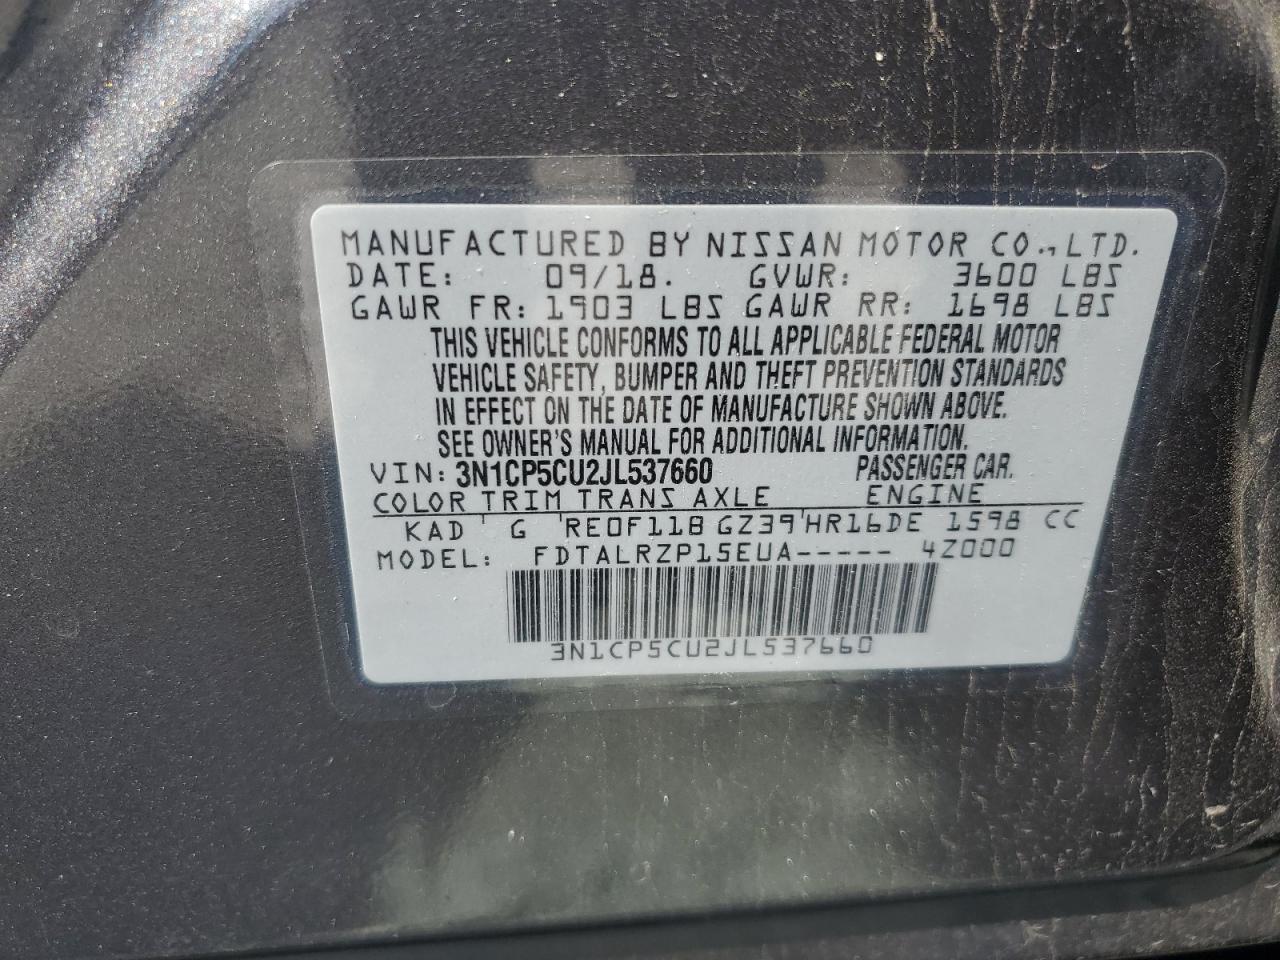 MANUFACTURED BY NISSAN MOTOR CO., LTD.
DATE: 09/18. GVWR: 3600 LBS
GAWR FR: 1903 LBS GAWR RR: 1698 LBS
THIS VEHICLE CONFORMS TO ALL APPLICABLE FEDERAL MOTOR
VEHICLE SAFETY, BUMPER AND THEFT PREVENTION STANDARDS
IN EFFECT ON THE DATE OF MANUFACTURE SHOWN ABOVE.
SEE OWNER'S MANUAL FOR ADDITIONAL INFORMATION.
VIN: 3N1CP5CU2JL537660 PASSENGER CAR.
COLOR TRIM TRANS AXLE ENGINE
KAD G RE0F11B GZ39 HR16DE 1598 CC
MODEL: FDTALRZP15EUA----- 4Z000
3N1CP5CU2JL537660